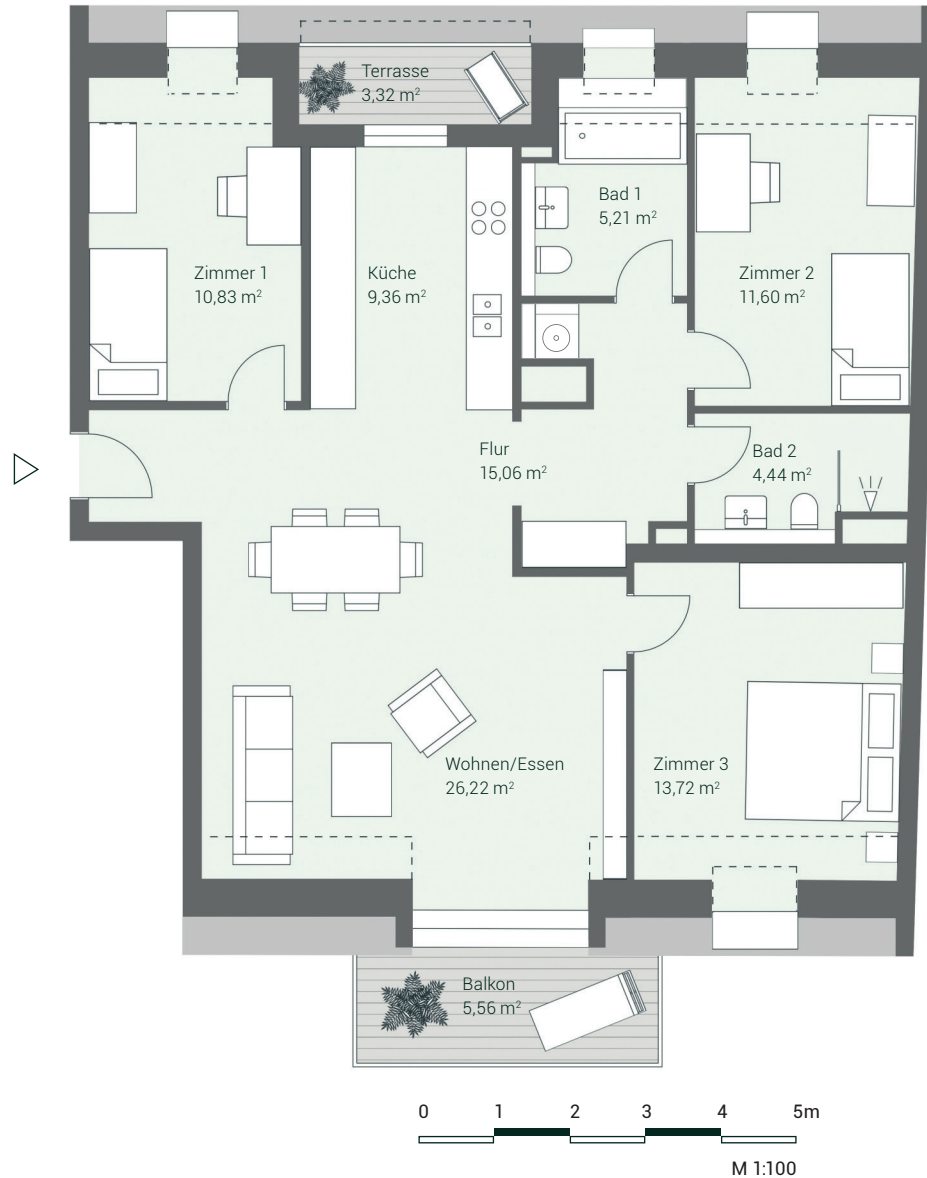 Terrasse
3,32 m²
Bad 1
5,21 m²
Zimmer 1
10,83 m²
Küche
9,36 m²
Zimmer 2
11,60 m²
Flur
15,06 m²
Bad 2
4,44 m²
Wohnen/Essen
26,22 m²
Zimmer 3
13,72 m²
Balkon
5,56 m²
0 1 2 3 4 5m
M 1:100